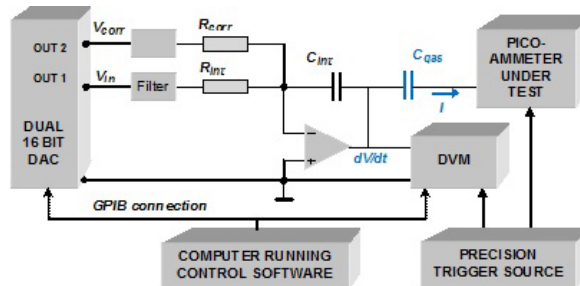 OUT 2
Vcorr
Rcorr
OUT 1
Vin
Filter
Rint
Cint
Cgas
PICO-
AMMETER
UNDER
TEST
I
DUAL
16 BIT
DAC
dV/dt
DVM
GPIB connection
COMPUTER RUNNING
CONTROL SOFTWARE
PRECISION
TRIGGER SOURCE